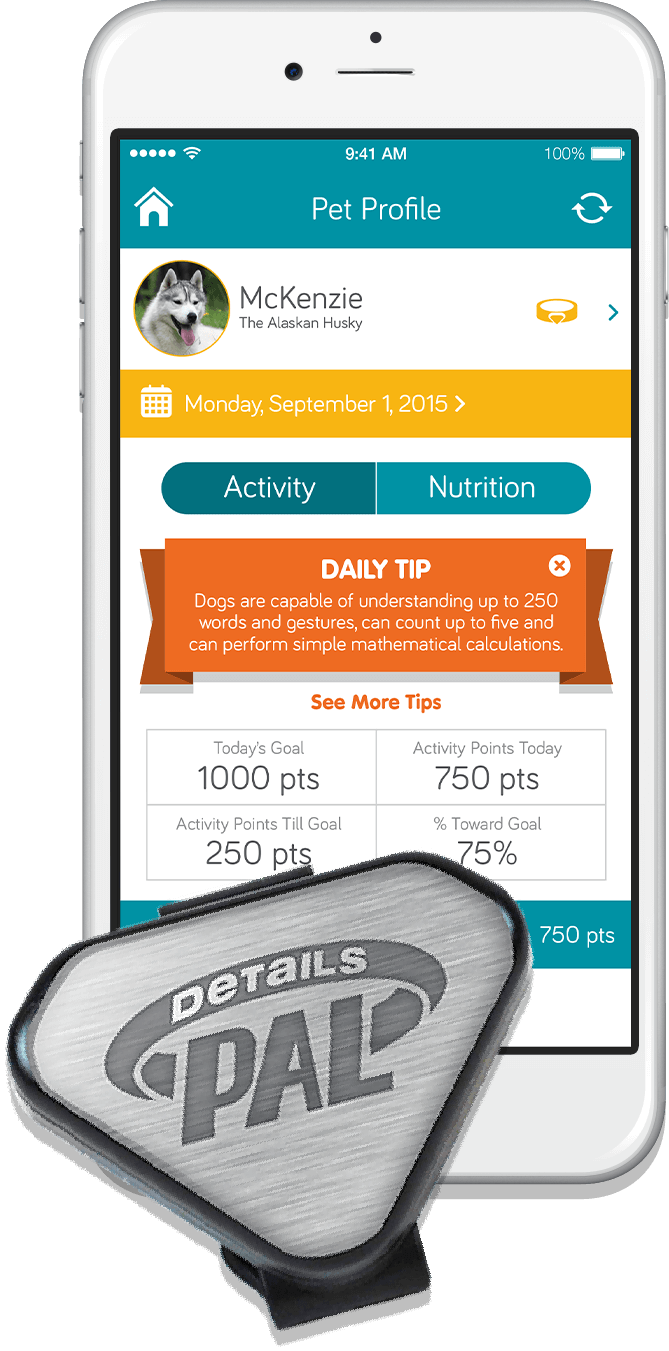 9:41 AM
100%
Pet Profile
McKenzie
The Alaskan Husky
Monday, September 1, 2015
Activity
Nutrition
DAILY TIP
Dogs are capable of understanding up to 250
words and gestures, can count up to five and
can perform simple mathematical calculations.
See More Tips
Today's Goal
1000 pts
Activity Points Today
750 pts
Activity Points Till Goal
250 pts
% Toward Goal
75%
750 pts
DeTaiLS
PAL